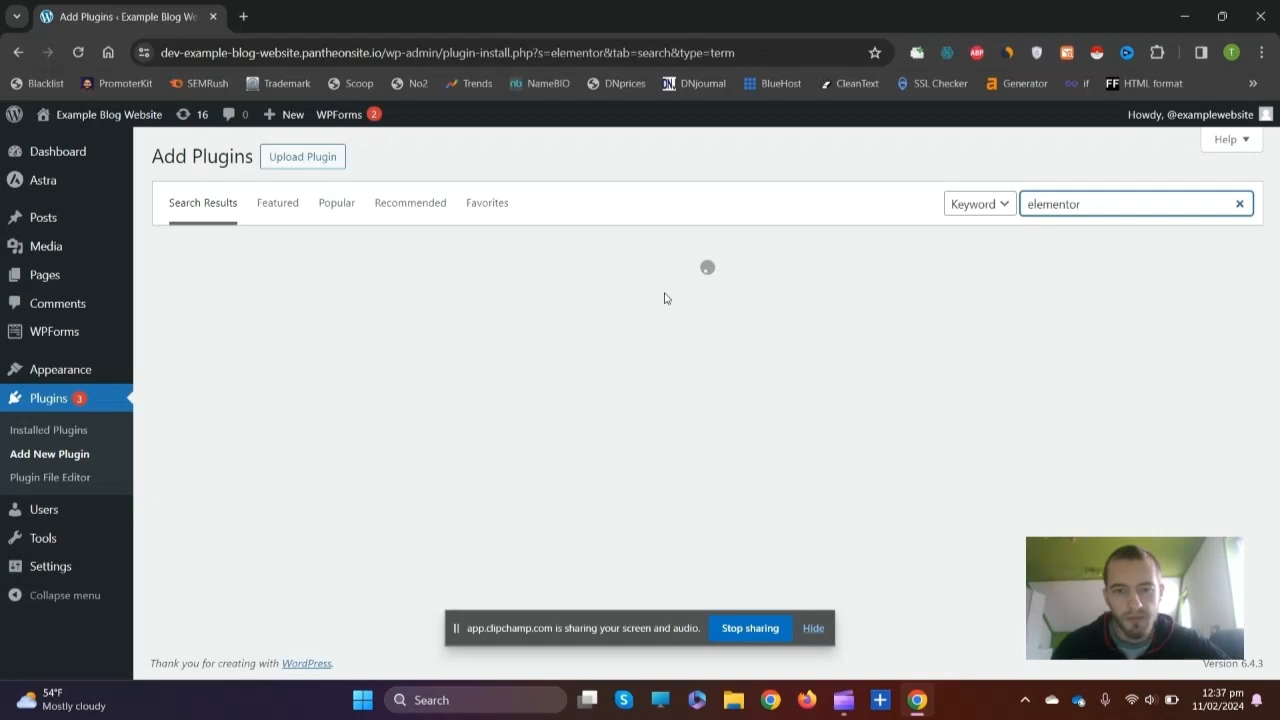 Add Plugins ‹ Example Blog We
dev-example-blog-website.pantheonsite.io/wp-admin/plugin-install.php?s=elementor&tab=search&type=term
ABP
T
Blacklist PromoterKit SEMRush Trademark Scoop No2 Trends nb NameBIO DNprices DN DNjournal BlueHost CleanText SSL Checker Generator if FF HTML format »
Example Blog Website 16 0 New WPForms 2 Howdy, @examplewebsite
Help
Dashboard
Astra
Posts
Media
Pages
Comments
WPForms
Appearance
Plugins 3
Installed Plugins
Add New Plugin
Plugin File Editor
Users
Tools
Settings
Collapse menu
Add Plugins Upload Plugin
Search Results Featured Popular Recommended Favorites Keyword elementor
app.clipchamp.com is sharing your screen and audio. Stop sharing Hide
Thank you for creating with WordPress.
Version 6.4.3
54°F
Mostly cloudy
Search
12:37 pm
11/02/2024